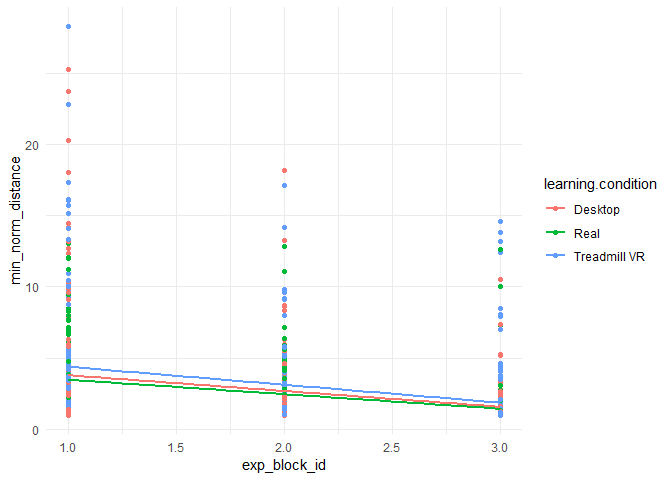 min_norm_distance
20
10
0
1.0
1.5
2.0
2.5
3.0
exp_block_id
learning.condition
Desktop
Real
Treadmill VR